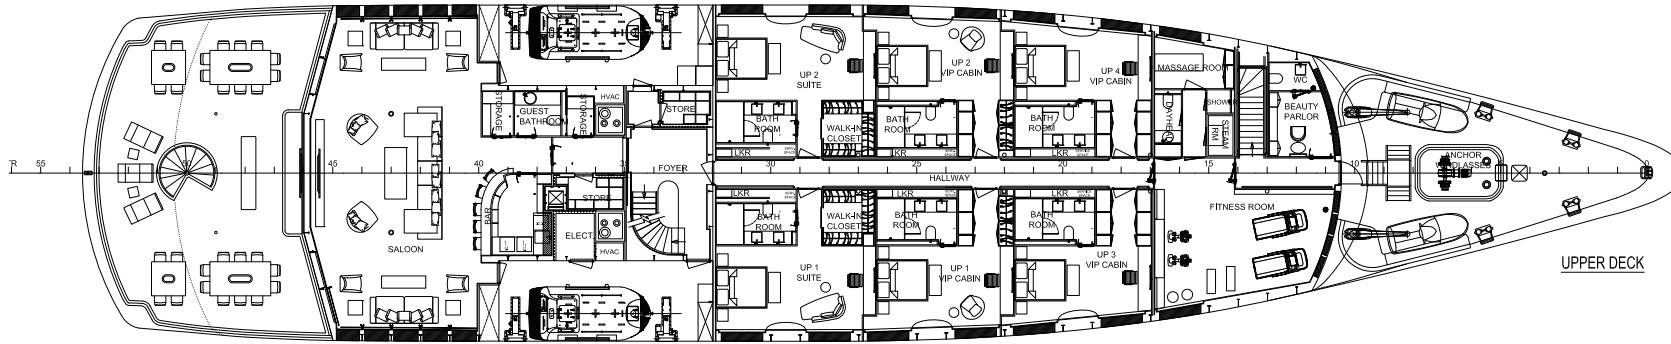 UP 2
SUITE
UP 2
VIP CABIN
UP 4
VIP CABIN
MASSAGE ROOM
WC
STORAGE
GUEST
BATHROOM
STORAGE
HVAC
STORE
BATH
ROOM
WALK-IN
CLOSET
BATH
ROOM
BATH
ROOM
DAYHEAD
SHOWER
STEAM
RM
BEAUTY
PARLOR
LKR
LKR
LKR
SERVICE
SPACE
55
50
45
40
35
30
25
20
15
10
0
FOYER
HALLWAY
ANCHOR
WINDLASSES
BAR
STORE
ELECT.
HVAC
SALOON
LKR
LKR
LKR
SERVICE
SPACE
BATH
ROOM
WALK-IN
CLOSET
BATH
ROOM
BATH
ROOM
FITNESS ROOM
UP 1
SUITE
UP 1
VIP CABIN
UP 3
VIP CABIN
UPPER DECK